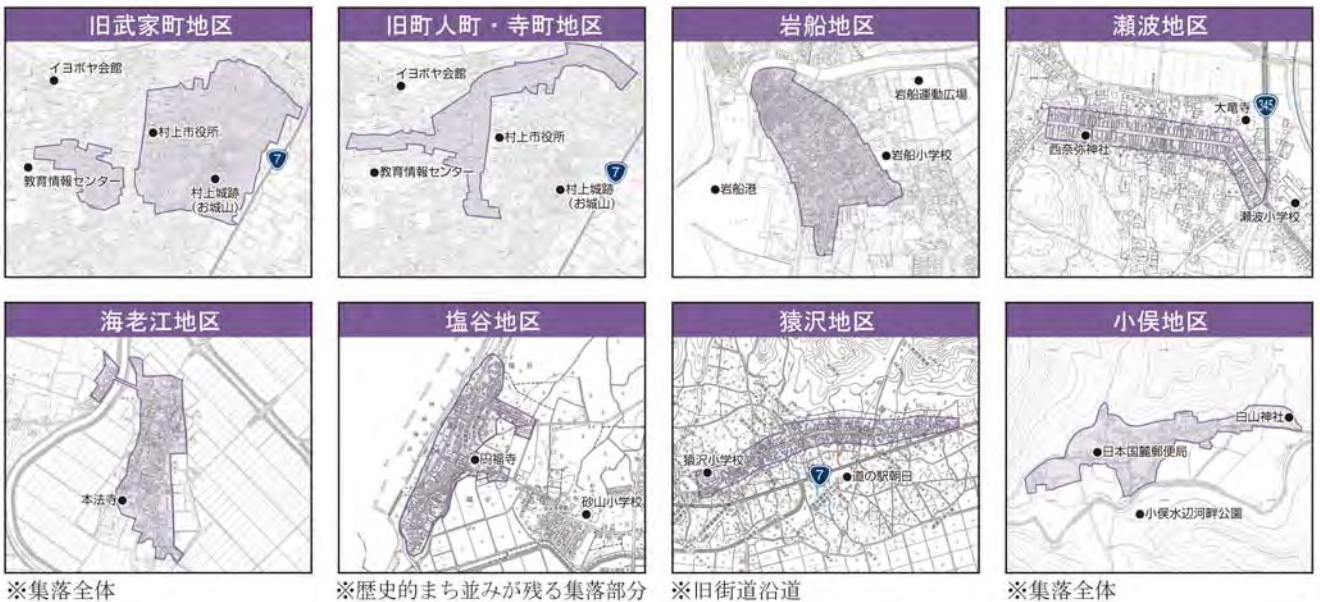 旧武家町地区
イヨボヤ会館
村上市役所
教育情報センター
村上城跡
(お城山)
7
旧町人町・寺町地区
イヨボヤ会館
村上市役所
教育情報センター
村上城跡
(お城山)
7
岩船地区
岩船運動広場
岩船小学校
岩船港
瀬波地区
大竜寺
345
西奈弥神社
瀬波小学校
海老江地区
本法寺
※集落全体
塩谷地区
円福寺
砂山小学校
※歴史的まち並みが残る集落部分
猿沢地区
猿沢小学校
7
道の駅朝日
※旧街道沿道
小俣地区
白山神社
日本国麓郵便局
小俣水辺河畔公園
※集落全体